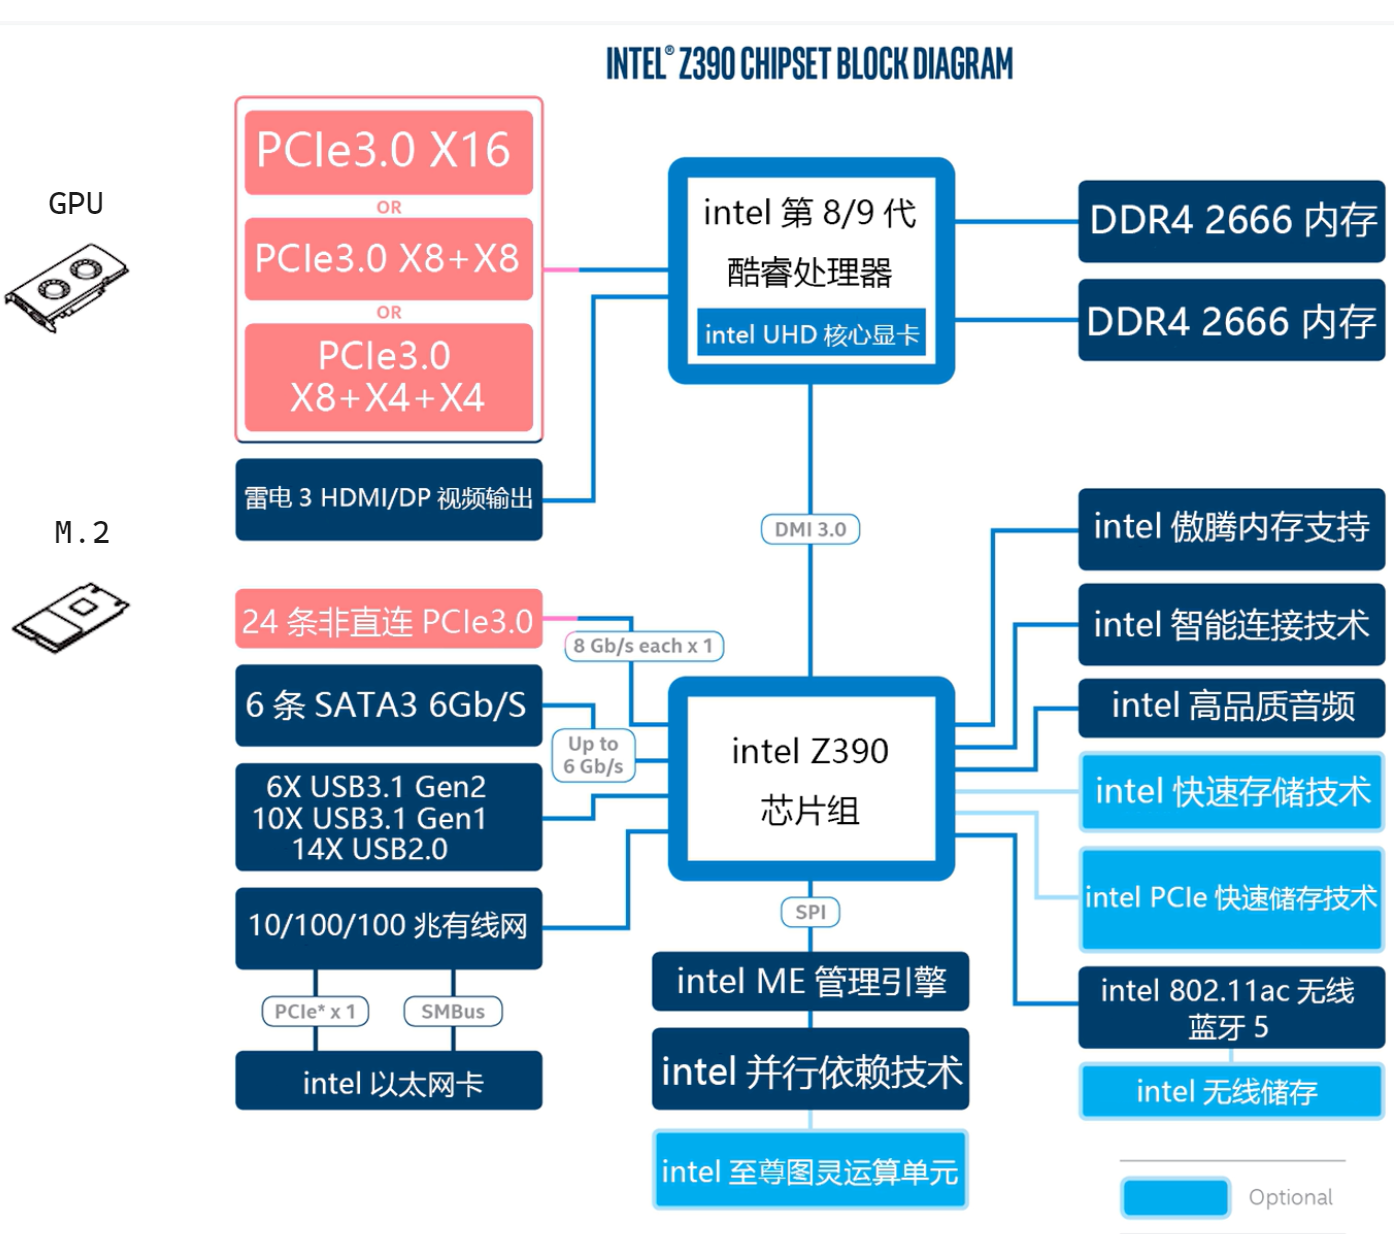 INTEL® Z390 CHIPSET BLOCK DIAGRAM
GPU
PCIe3.0 X16
OR
PCIe3.0 X8+X8
OR
PCIe3.0
X8+X4+X4
雷电 3 HDMI/DP 视频输出
intel 第 8/9 代
酷睿处理器
intel UHD 核心显卡
DDR4 2666 内存
DDR4 2666 内存
DMI 3.0
M.2
24 条非直连 PCIe3.0
8 Gb/s each x 1
6 条 SATA3 6Gb/S
Up to
6 Gb/s
6X USB3.1 Gen2
10X USB3.1 Gen1
14X USB2.0
10/100/100 兆有线网
PCIe* x 1
SMBus
intel 以太网卡
intel Z390
芯片组
SPI
intel ME 管理引擎
intel 并行依赖技术
intel 至尊图灵运算单元
intel 傲腾内存支持
intel 智能连接技术
intel 高品质音频
intel 快速存储技术
intel PCIe 快速储存技术
intel 802.11ac 无线
蓝牙 5
intel 无线储存
Optional